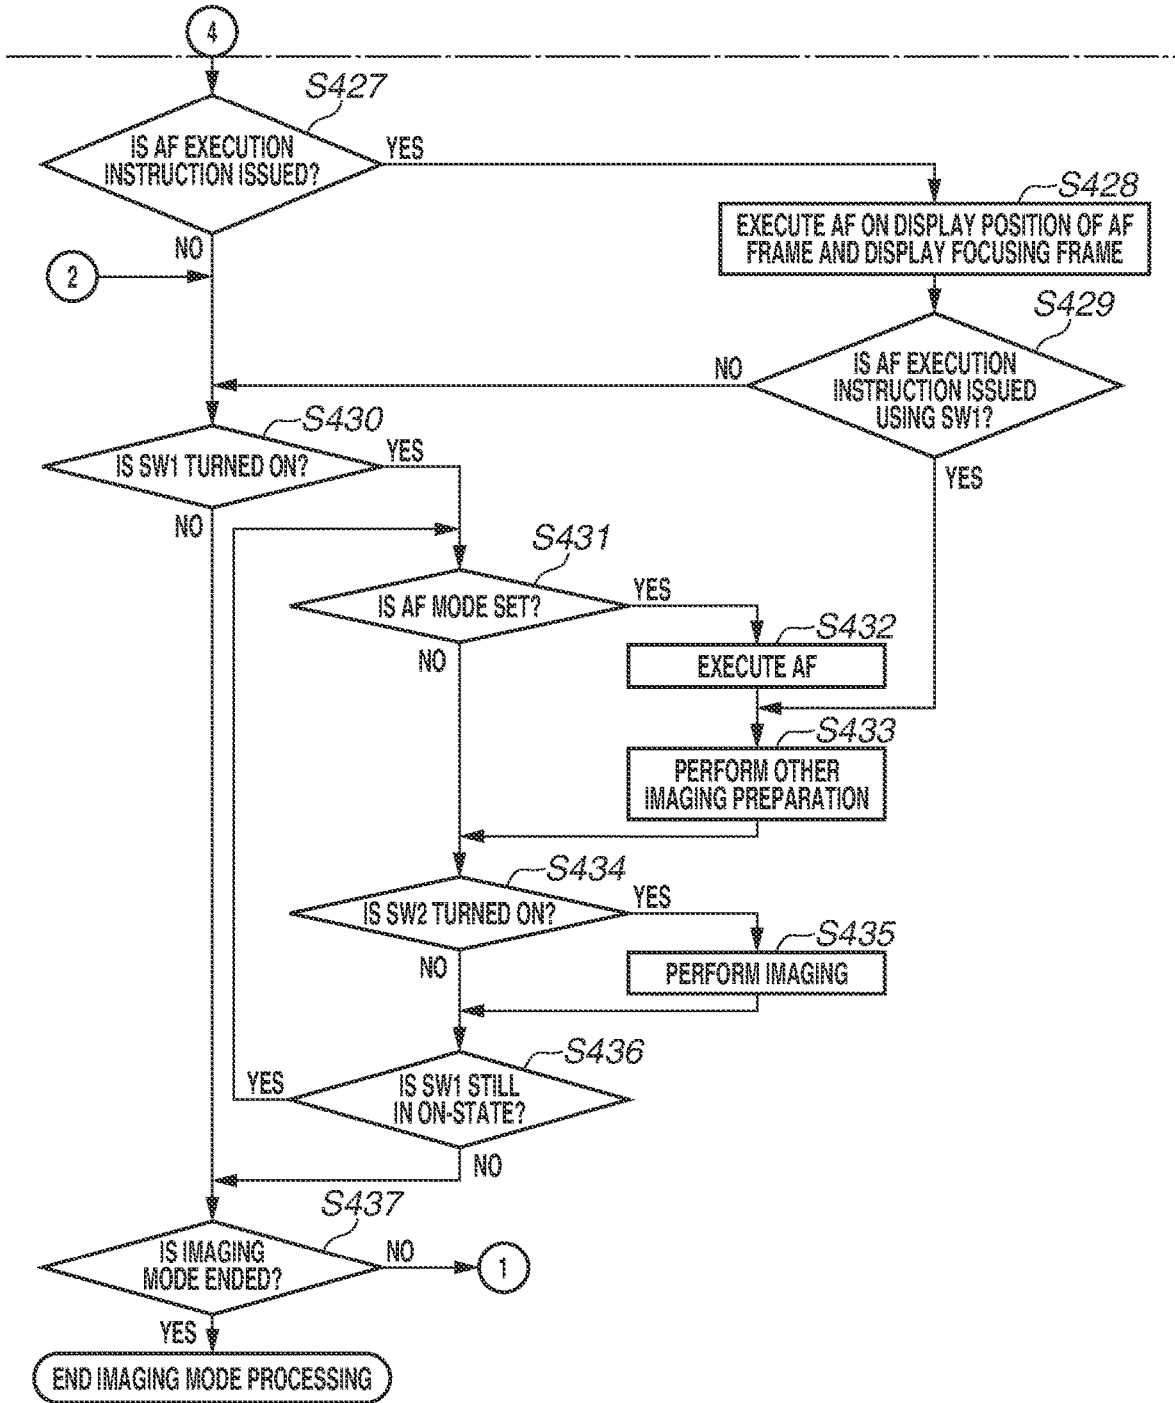 4
S427
IS AF EXECUTION
INSTRUCTION ISSUED?
YES
NO
S428
EXECUTE AF ON DISPLAY POSITION OF AF
FRAME AND DISPLAY FOCUSING FRAME
2
S429
IS AF EXECUTION
INSTRUCTION ISSUED
USING SW1?
NO
YES
S430
IS SW1 TURNED ON?
YES
NO
S431
IS AF MODE SET?
YES
NO
S432
EXECUTE AF
S433
PERFORM OTHER
IMAGING PREPARATION
S434
IS SW2 TURNED ON?
YES
NO
S435
PERFORM IMAGING
S436
IS SW1 STILL
IN ON-STATE?
YES
NO
S437
IS IMAGING
MODE ENDED?
NO
1
YES
END IMAGING MODE PROCESSING